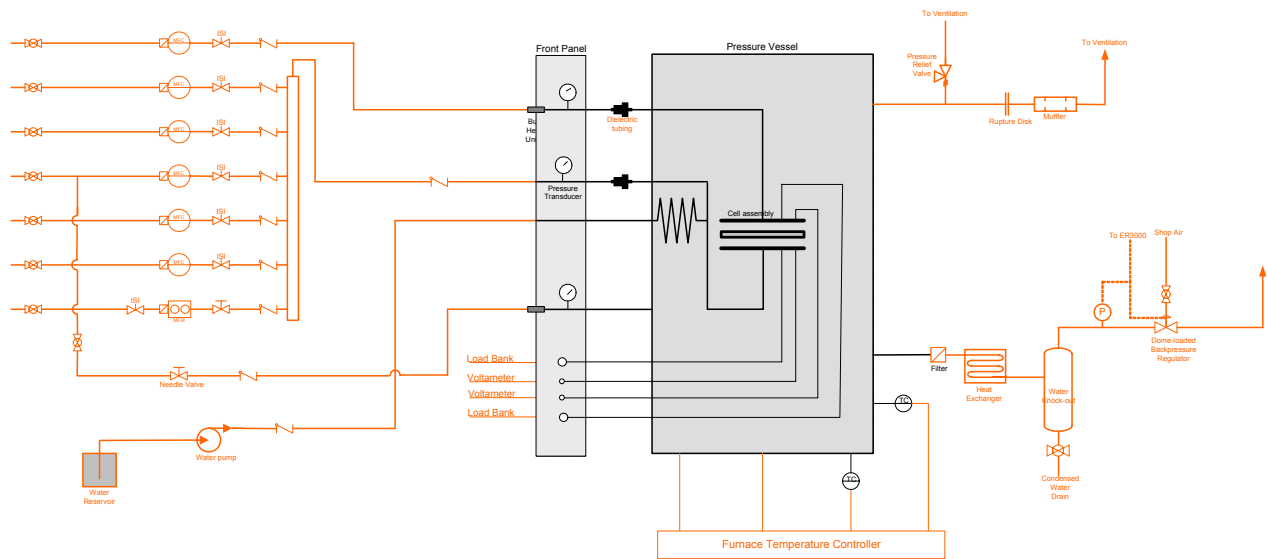 To Ventilation
To Ventilation
ISI
MFC
Front Panel
Pressure Vessel
Pressure
Relief
Valve
ISI
MFC
Rupture Disk
Muffler
Dielectric
tubing
MFC
ISI
MFC
Pressure
Transducer
Cell assembly
ISI
MFC
To ER3000
Shop Air
ISI
MFC
ISI
MFM
P
Dome-loaded
Backpressure
Regulator
Load Bank
Voltameter
Voltameter
Load Bank
Needle Valve
Filter
Heat
Exchanger
Water
Knock-out
TC
Water pump
TC
Water
Reservoir
Condensed
Water
Drain
Furnace Temperature Controller